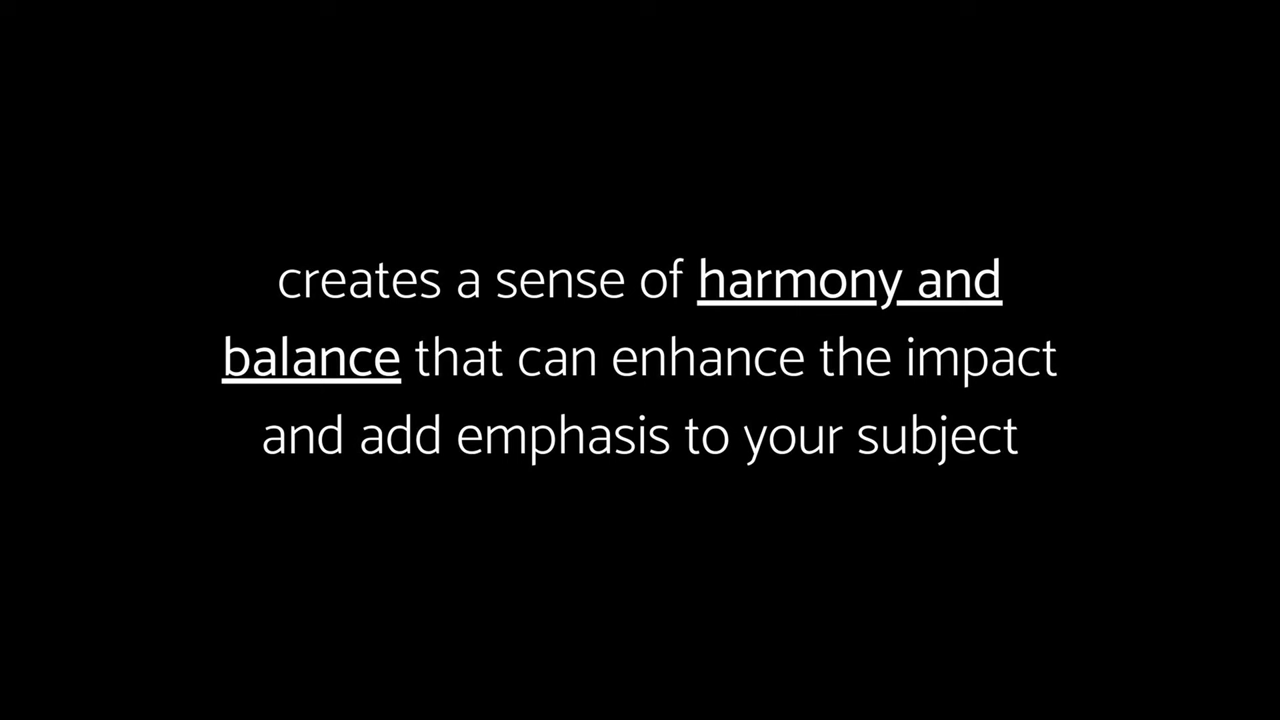 creates a sense of harmony and
balance that can enhance the impact
and add emphasis to your subject